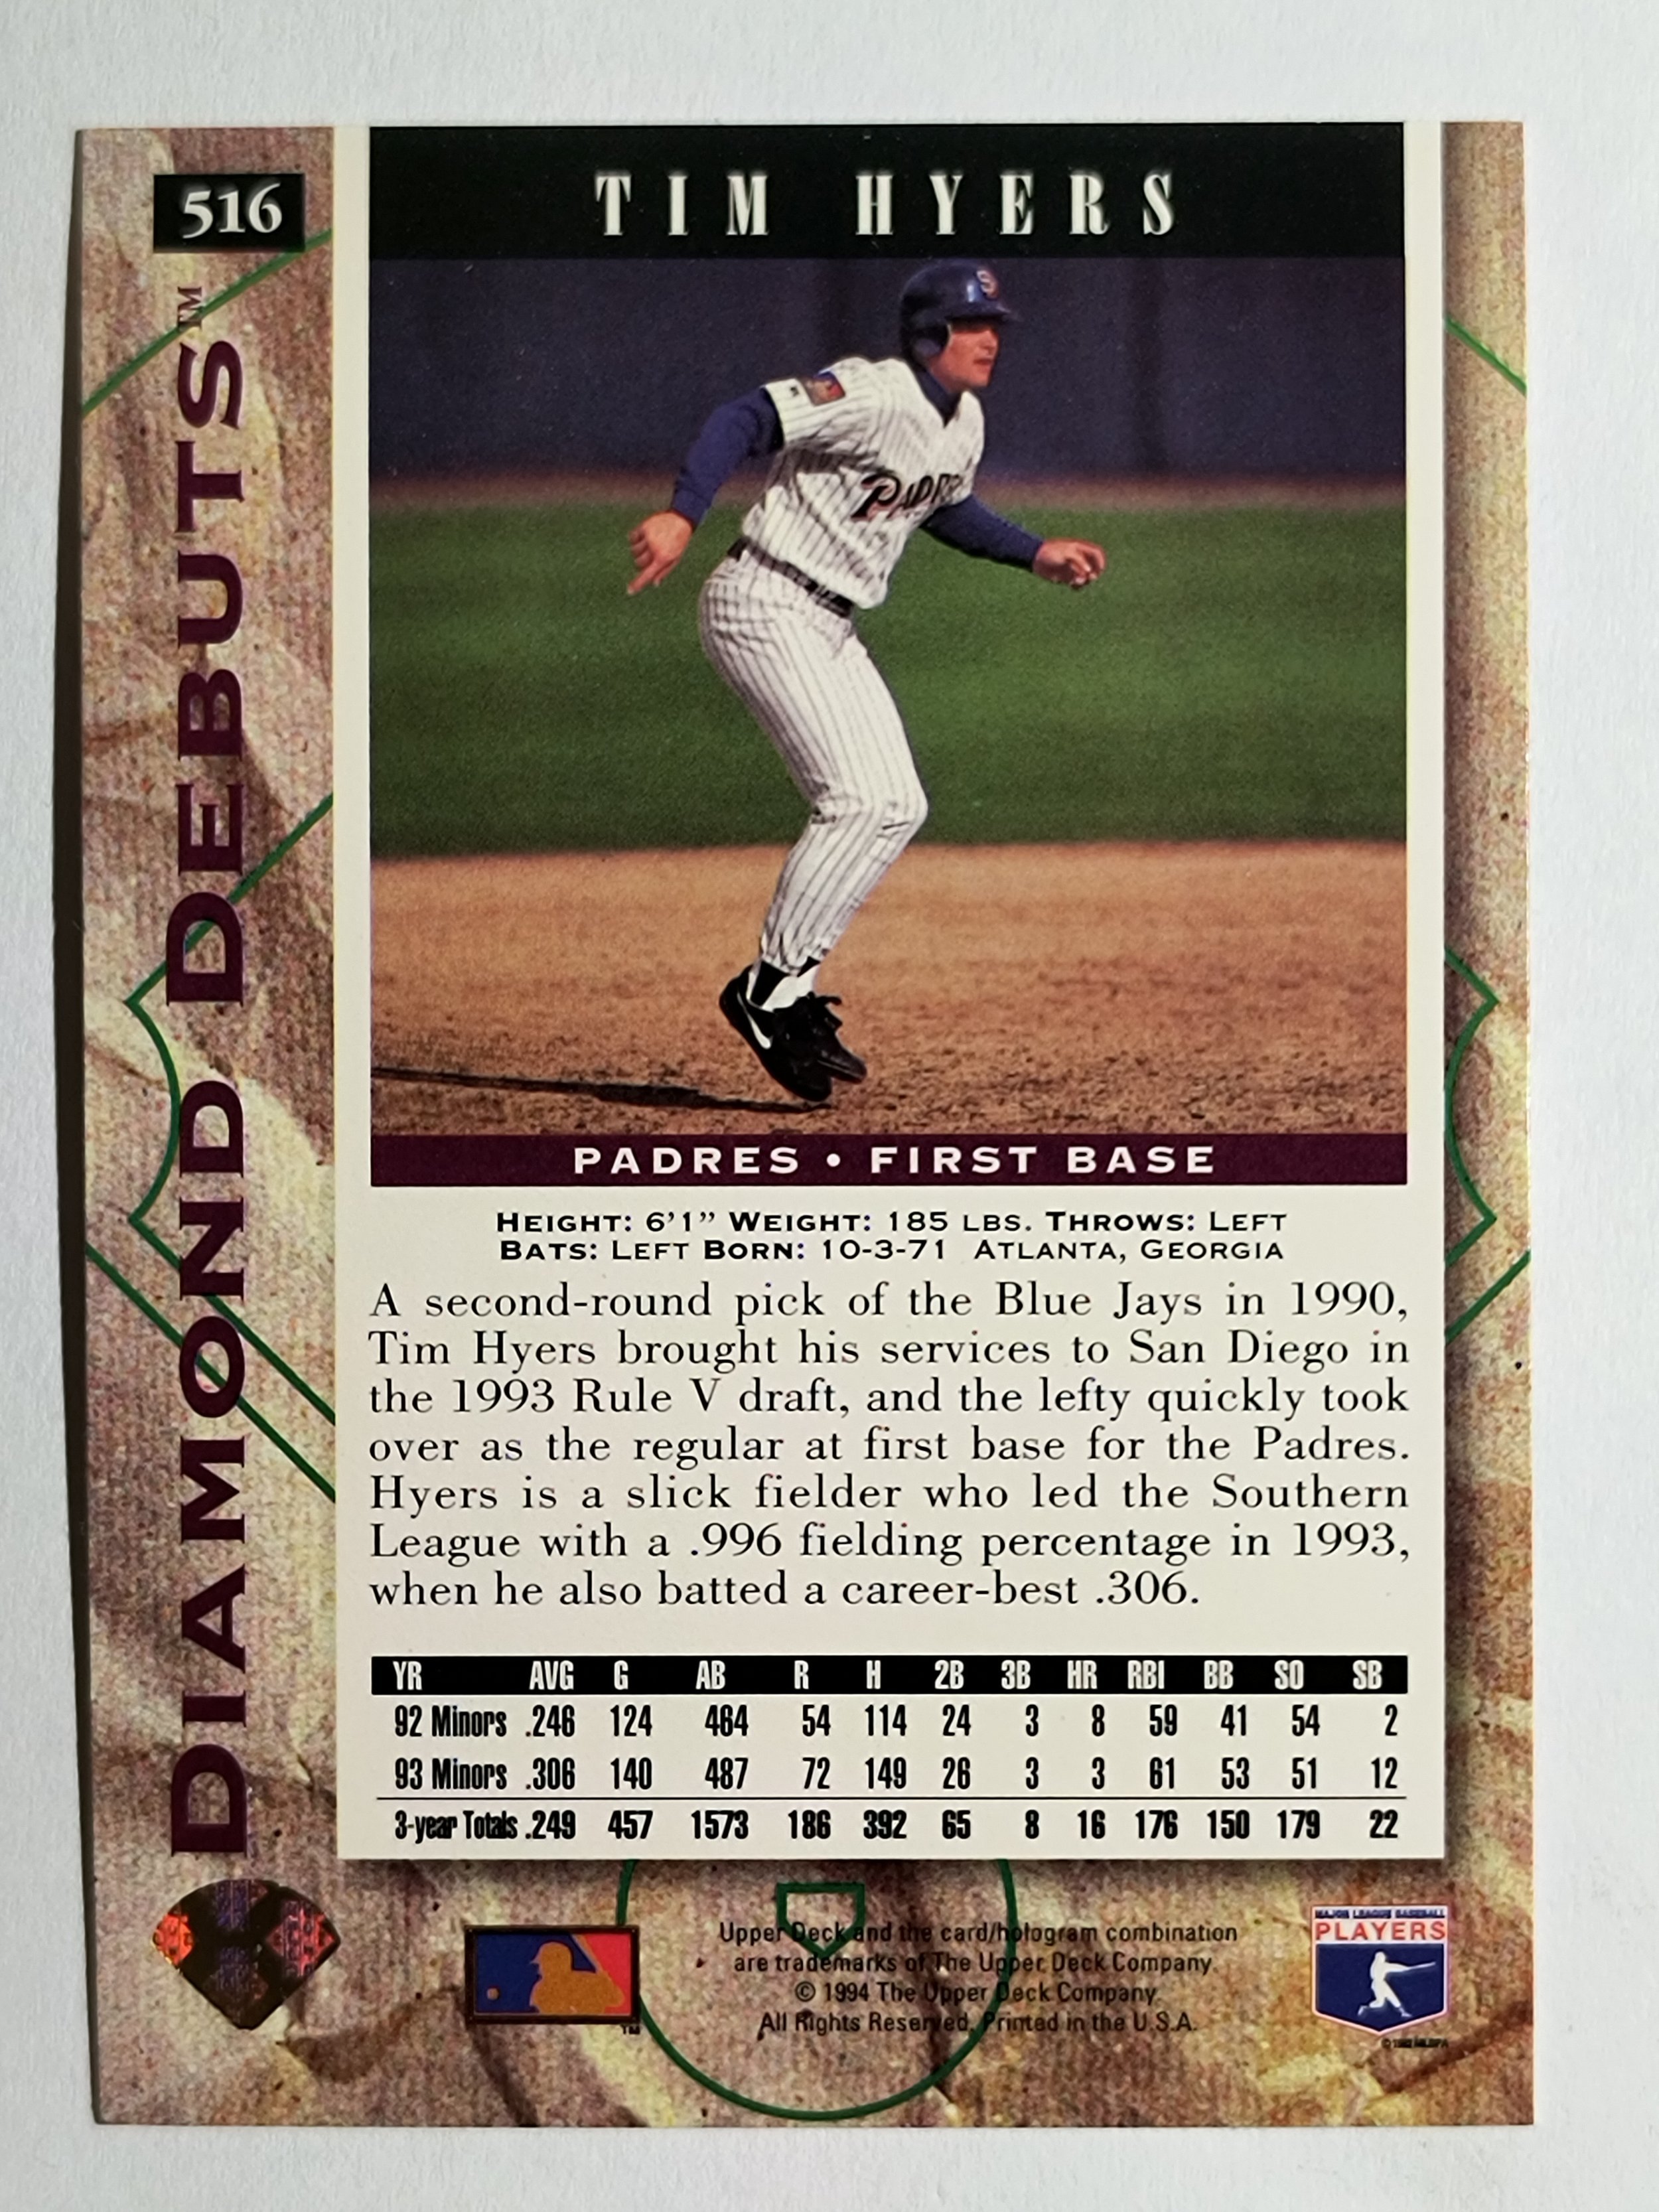 516
TIM HYERS
DIAMOND DEBUTS™
S
PADRE
PADRES • FIRST BASE
HEIGHT: 6'1" WEIGHT: 185 LBS. THROWS: LEFT
BATS: LEFT BORN: 10-3-71 ATLANTA, GEORGIA
A second-round pick of the Blue Jays in 1990,
Tim Hyers brought his services to San Diego in
the 1993 Rule V draft, and the lefty quickly took
over as the regular at first base for the Padres.
Hyers is a slick fielder who led the Southern
League with a .996 fielding percentage in 1993,
when he also batted a career-best .306.
YR AVG G AB R H 2B 3B HR RBI BB SO SB
92 Minors .246 124 464 54 114 24 3 8 59 41 54 2
93 Minors .306 140 487 72 149 26 3 3 61 53 51 12
3-year Totals .249 457 1573 186 392 65 8 16 176 150 179 22
Upper Deck and the card/hologram combination
are trademarks of The Upper Deck Company.
© 1994 The Upper Deck Company.
All Rights Reserved. Printed in the U.S.A.
TM
MAJOR LEAGUE BASEBALL
PLAYERS